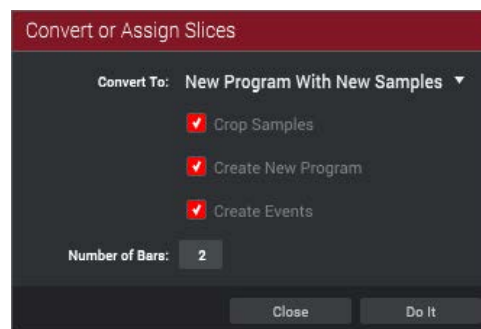 Convert or Assign Slices
Convert To: New Program With New Samples
Crop Samples
Create New Program
Create Events
Number of Bars: 2
Close Do It